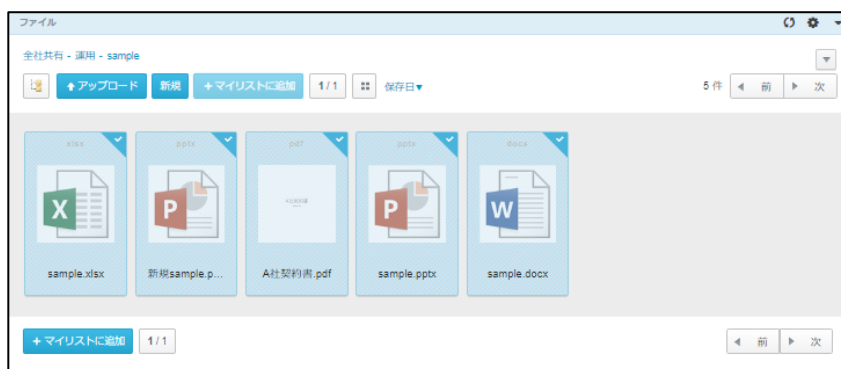 ファイル
全社共有 - 運用 - sample
アップロード 新規 +マイリストに追加 1 / 1 保存日▼ 5 件 前 次
xlsx pptx pdf pptx docx
X P P W
sample.xlsx 新規sample.p... A社契約書.pdf sample.pptx sample.docx
+ マイリストに追加 1 / 1 前 次